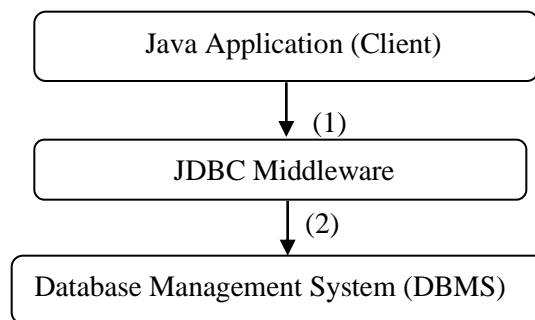 Java Application (Client)
(1)
JDBC Middleware
(2)
Database Management System (DBMS)